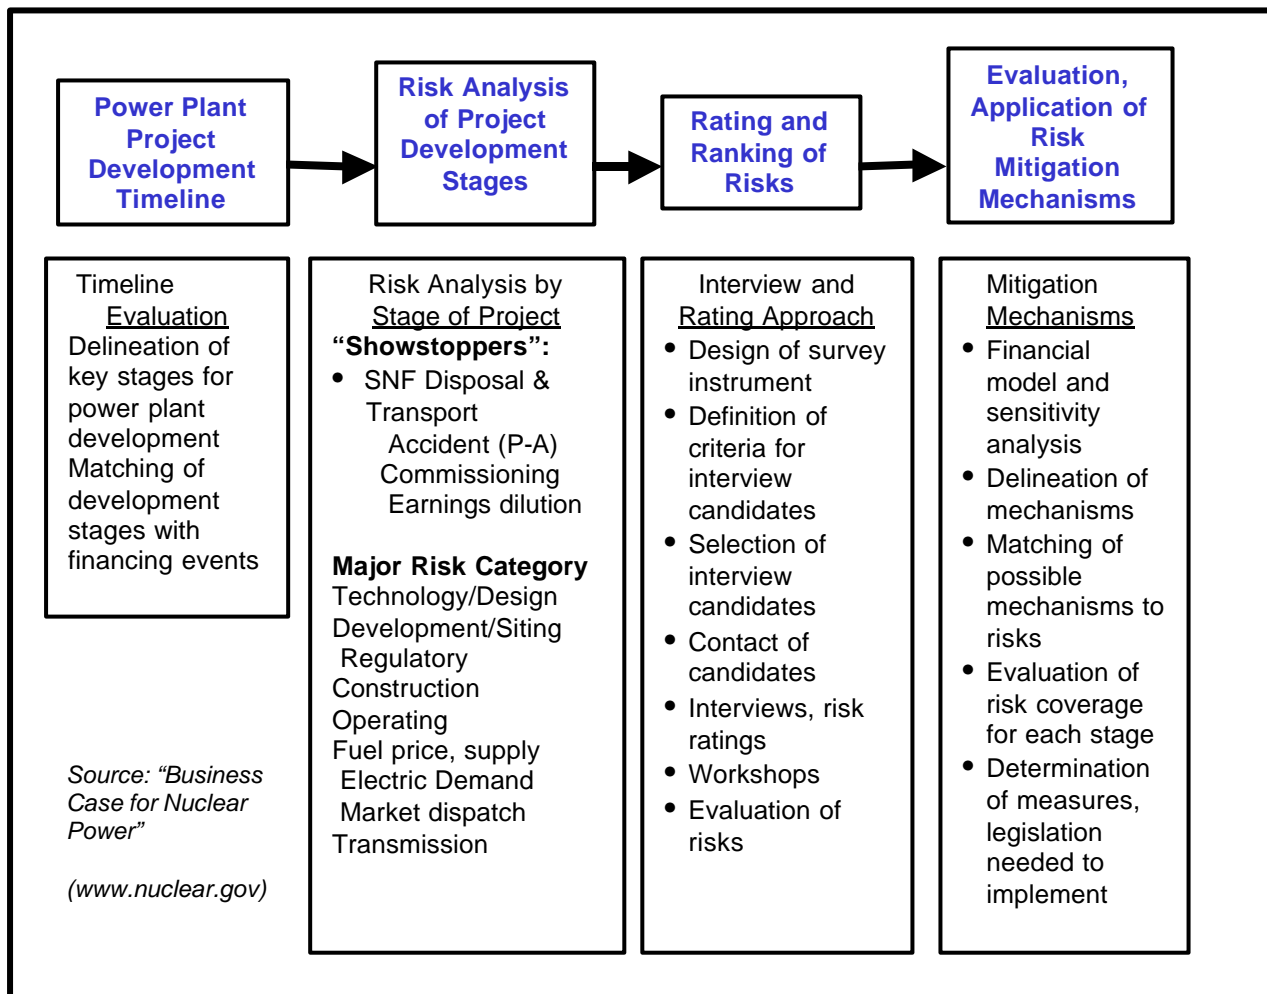 Power Plant
Project
Development
Timeline
Risk Analysis
of Project
Development
Stages
Rating and
Ranking of
Risks
Evaluation,
Application of
Risk
Mitigation
Mechanisms
Timeline
Evaluation
Delineation of
key stages for
power plant
development
Matching of
development
stages with
financing events
Source: “Business
Case for Nuclear
Power”
(www.nuclear.gov)
Risk Analysis by
Stage of Project
“Showstoppers”:
• SNF Disposal &
Transport
Accident (P-A)
Commissioning
Earnings dilution
Major Risk Category
Technology/Design
Development/Siting
Regulatory
Construction
Operating
Fuel price, supply
Electric Demand
Market dispatch
Transmission
Interview and
Rating Approach
• Design of survey
instrument
• Definition of
criteria for
interview
candidates
• Selection of
interview
candidates
• Contact of
candidates
• Interviews, risk
ratings
• Workshops
• Evaluation of
risks
Mitigation
Mechanisms
• Financial
model and
sensitivity
analysis
• Delineation of
mechanisms
• Matching of
possible
mechanisms to
risks
• Evaluation of
risk coverage
for each stage
• Determination
of measures,
legislation
needed to
implement